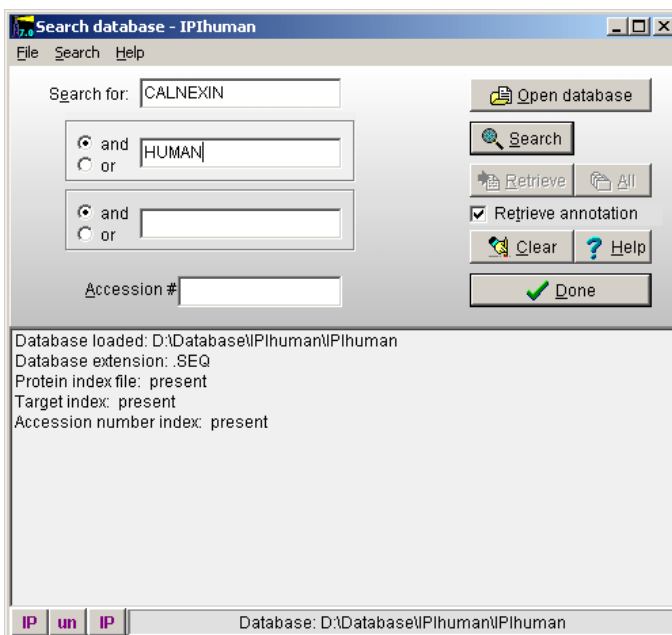 7.0 Search database - IPIhuman
File Search Help
Search for: CALNEXIN
and
or
HUMAN
and
or
Accession #
Open database
Search
Retrieve All
Retrieve annotation
Clear Help
Done
Database loaded: D:\Database\IPIhuman\IPIhuman
Database extension: .SEQ
Protein index file: present
Target index: present
Accession number index: present
IP un IP Database: D:\Database\IPIhuman\IPIhuman